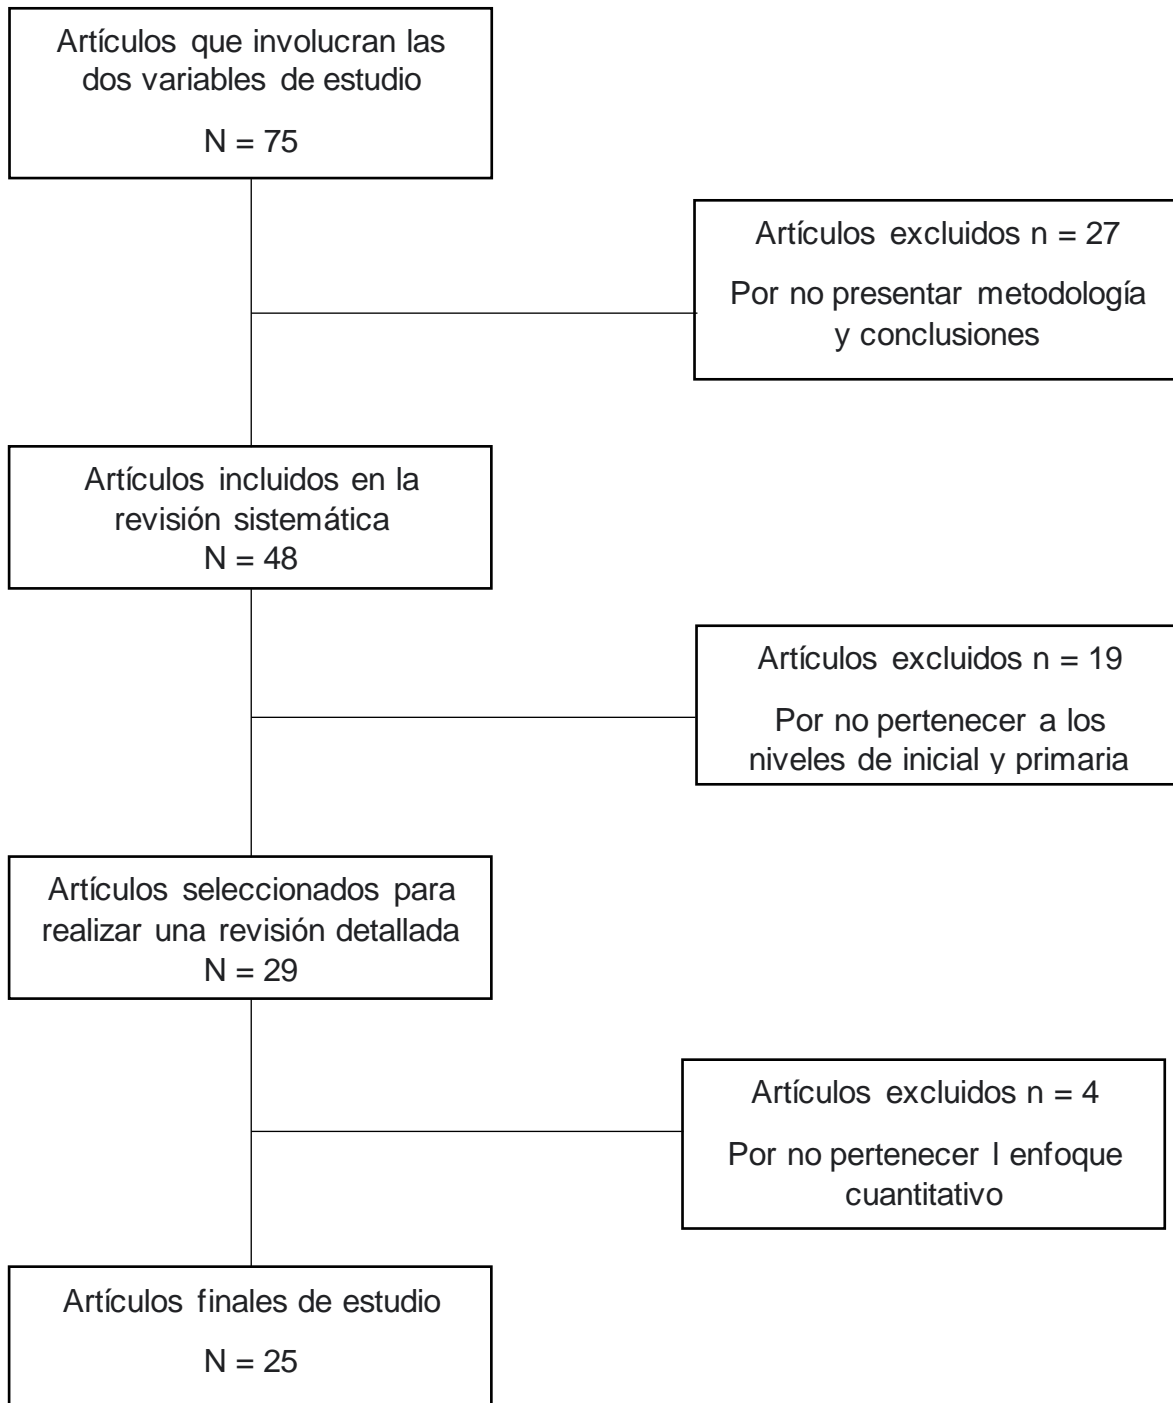 Artículos que involucran las
dos variables de estudio
N = 75
Artículos excluidos n = 27
Por no presentar metodología
y conclusiones
Artículos incluidos en la
revisión sistemática
N = 48
Artículos excluidos n = 19
Por no pertenecer a los
niveles de inicial y primaria
Artículos seleccionados para
realizar una revisión detallada
N = 29
Artículos excluidos n = 4
Por no pertenecer l enfoque
cuantitativo
Artículos finales de estudio
N = 25